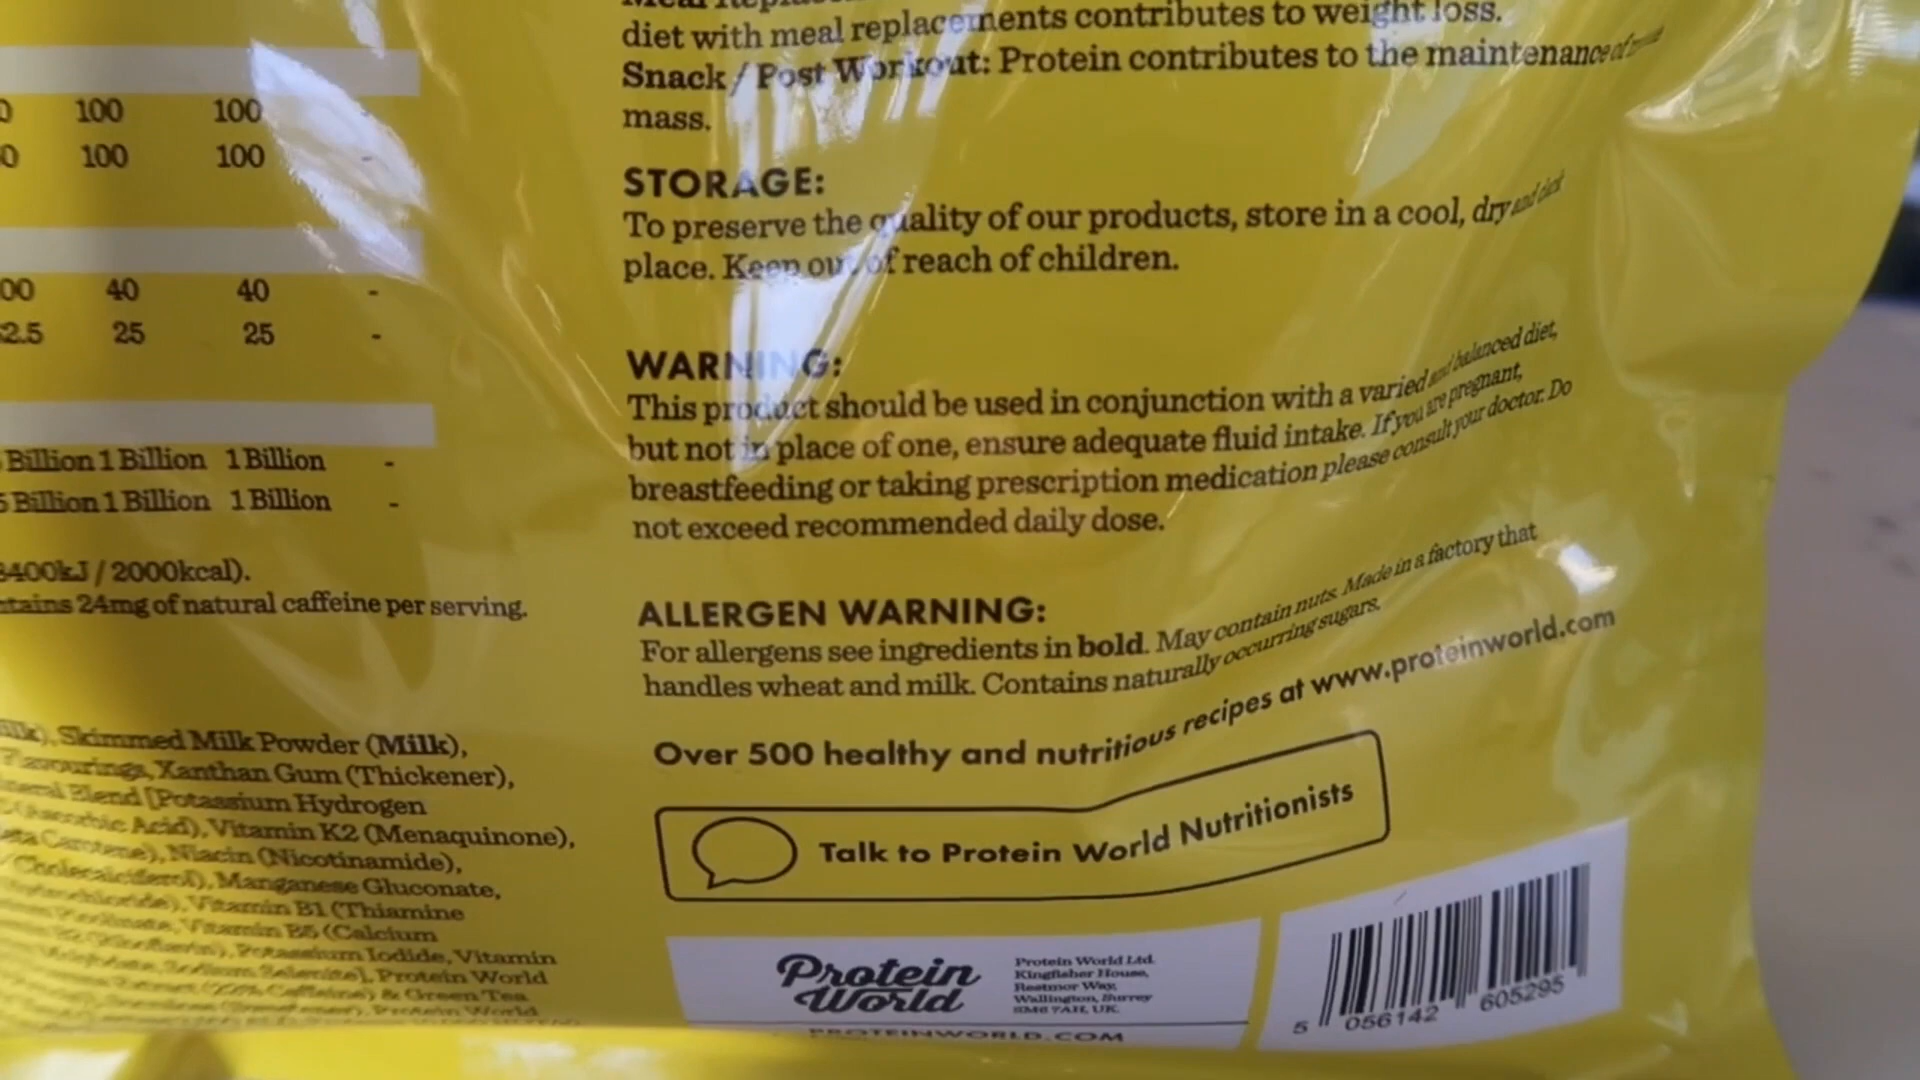 diet with meal replacements contributes to weight loss.
Snack / Post Workout: Protein contributes to the maintenance of
mass.
STORAGE:
To preserve the quality of our products, store in a cool, dry and dark
place. Keep out of reach of children.
WARNING:
This product should be used in conjunction with a varied and balanced diet,
but not in place of one, ensure adequate fluid intake. If you are pregnant,
breastfeeding or taking prescription medication please consult your doctor. Do
not exceed recommended daily dose.
ALLERGEN WARNING:
For allergens see ingredients in bold. May contain nuts. Made in a factory that
handles wheat and milk. Contains naturally occurring sugars.
Over 500 healthy and nutritious recipes at www.proteinworld.com
Talk to Protein World Nutritionists
Protein
World
Protein World Ltd.
Kingfisher House,
Restmor Way,
Wallington, Surrey
SM6 7AH, UK.
PROTEINWORLD.COM
5 056142 605295
100 100
100 100 -
00 40 40 -
2.5 25 25 -
Billion 1 Billion 1 Billion -
5 Billion 1 Billion 1 Billion -
8400kJ / 2000kcal).
24mg of natural caffeine per serving.
Skimmed Milk Powder (Milk),
Flavourings, Xanthan Gum (Thickener),
Blend [Potassium Hydrogen
Acid), Vitamin K2 (Menaquinone),
Carotene), Niacin (Nicotinamide),
Manganese Gluconate,
Vitamin B1 (Thiamine
Vitamin B5 (Calcium
Potassium Iodide, Vitamin
Protein World
& Green Tea
Protein World